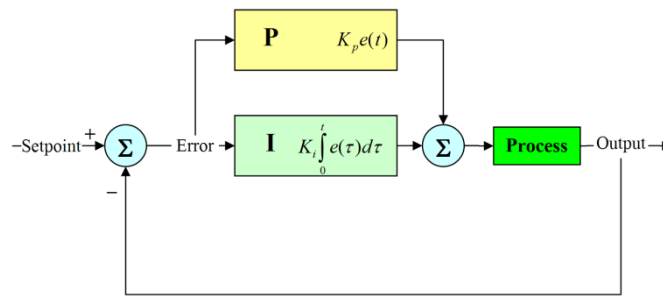 P K_p e(t)
–Setpoint + Σ Error I K_i ∫_0^t e(τ)dτ Σ Process Output
–